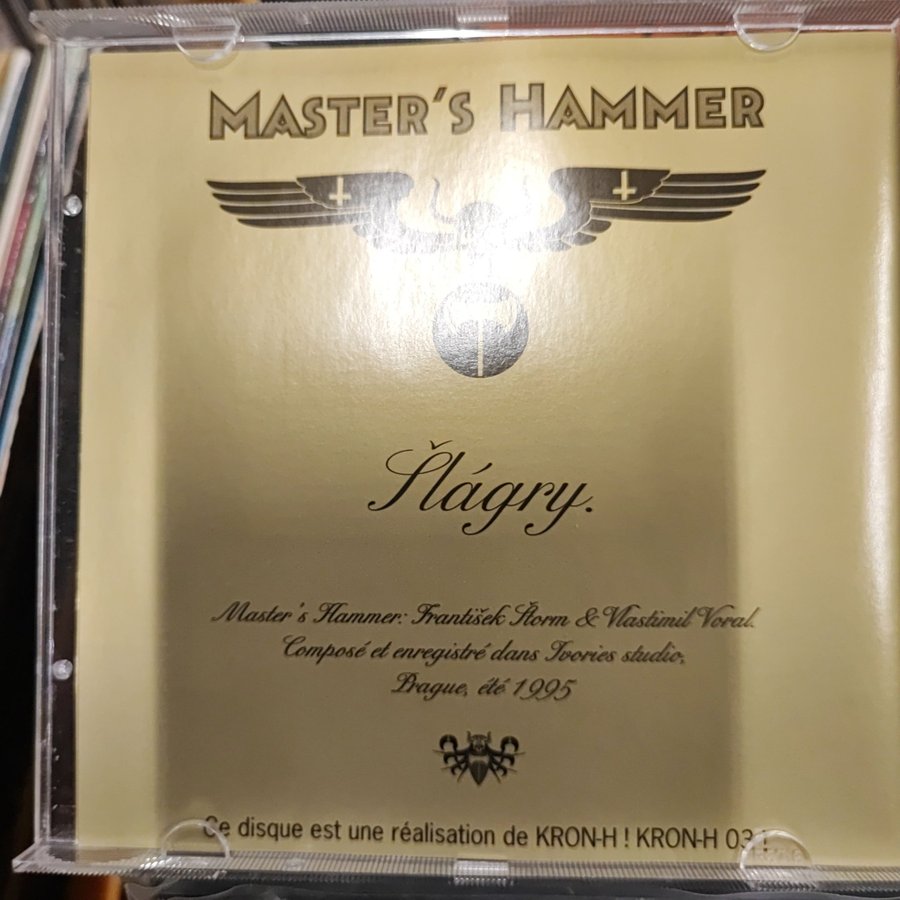 MASTER'S HAMMER
Šlágry.
Master's Hammer: František Štorm & Vlastimil Voral.
Composé et enregistré dans Ivories studio,
Prague, été 1995
Ce disque est une réalisation de KRON-H ! KRON-H 03 !